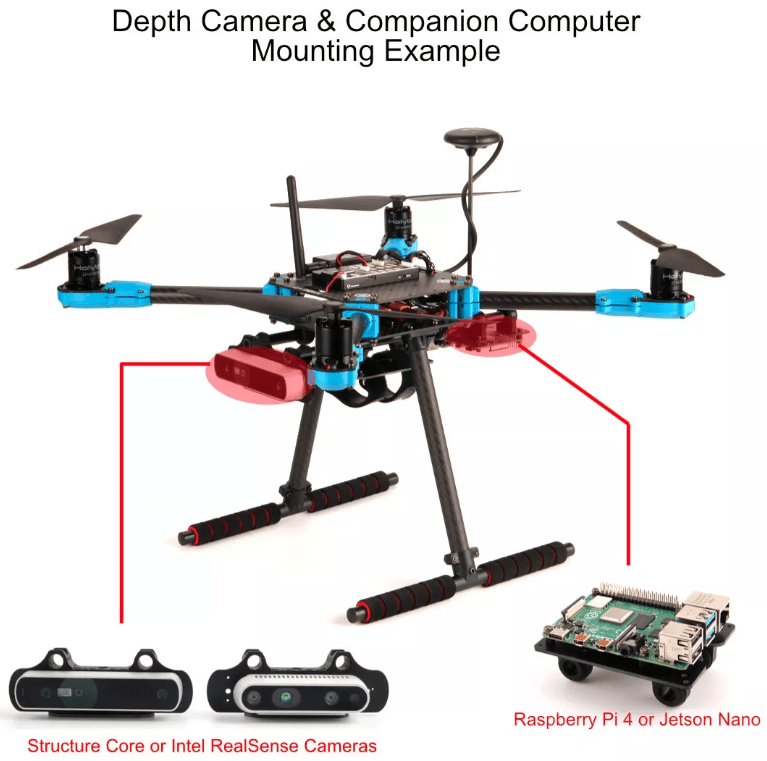 Depth Camera & Companion Computer
Mounting Example
Structure Core or Intel RealSense Cameras
Raspberry Pi 4 or Jetson Nano